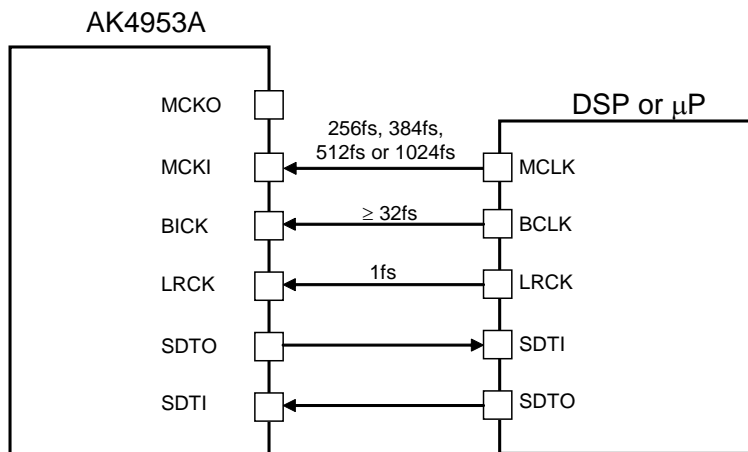 AK4953A
DSP or μP
MCKO
256fs, 384fs,
512fs or 1024fs
MCKI
MCLK
BICK
≥ 32fs
BCLK
LRCK
1fs
LRCK
SDTO
SDTI
SDTI
SDTO